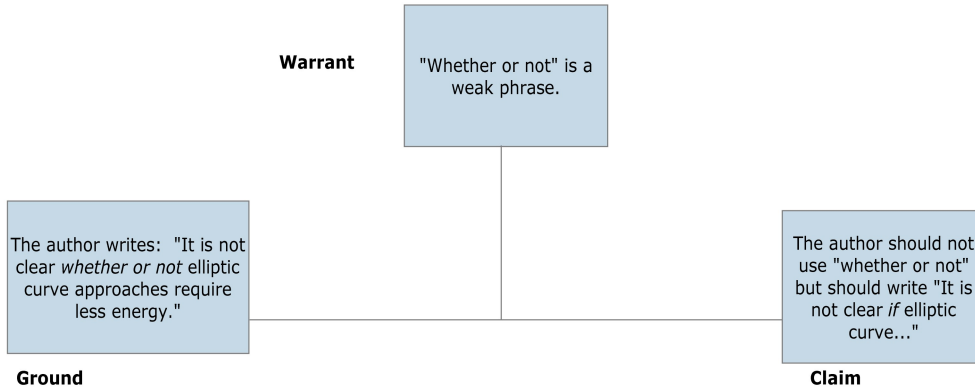 Warrant
"Whether or not" is a
weak phrase.
The author writes:  "It is not
clear whether or not elliptic
curve approaches require
less energy."
The author should not
use "whether or not"
but should write "It is
not clear if elliptic
curve..."
Ground
Claim